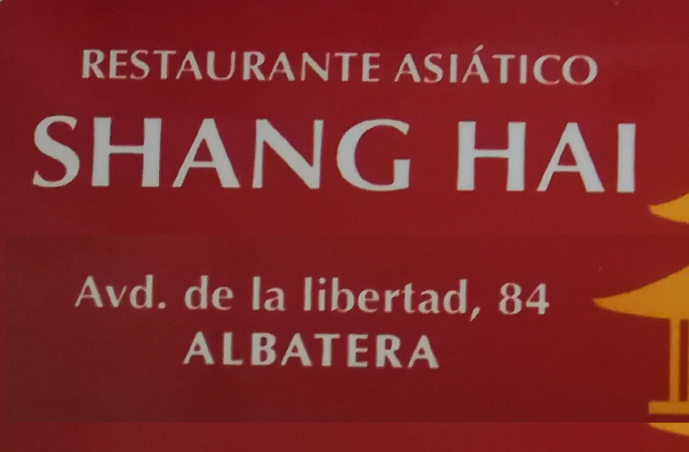 RESTAURANTE ASIÁTICO
SHANG HAI
Avd. de la libertad, 84
ALBATERA